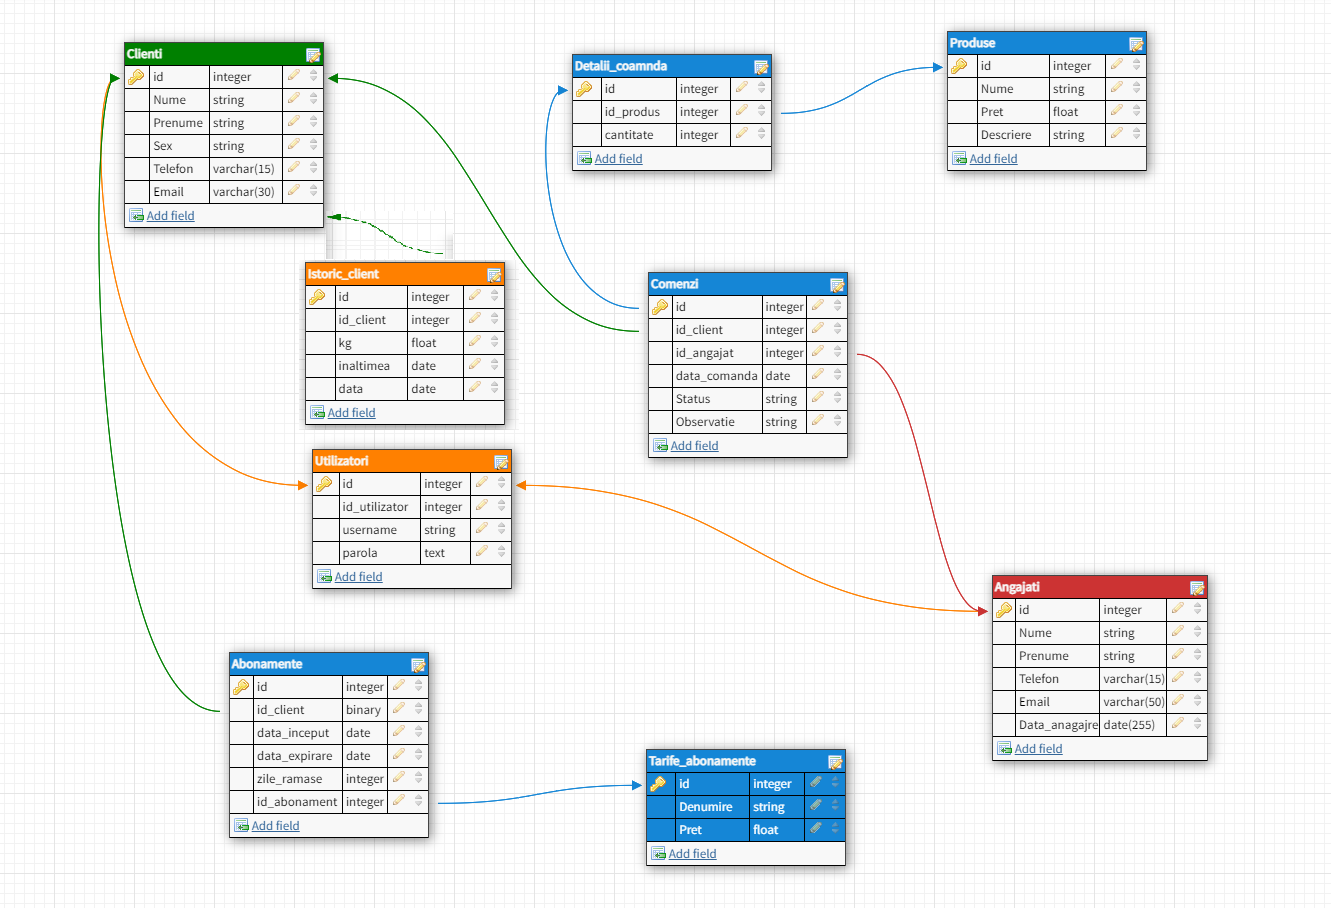 Clienti
id integer
Nume string
Prenume string
Sex string
Telefon varchar(15)
Email varchar(30)
Add field
Detalii_coamnda
id integer
id_produs integer
cantitate integer
Add field
Produse
id integer
Nume string
Pret float
Descriere string
Add field
Istoric_client
id integer
id_client integer
kg float
inaltimea date
data date
Add field
Comenzi
id integer
id_client integer
id_angajat integer
data_comanda date
Status string
Observatie string
Add field
Utilizatori
id integer
id_utilizator integer
username string
parola text
Add field
Angajati
id integer
Nume string
Prenume string
Telefon varchar(15)
Email varchar(50)
Data_anagajre date(255)
Add field
Abonamente
id integer
id_client binary
data_inceput date
data_expirare date
zile_ramase integer
id_abonament integer
Add field
Tarife_abonamente
id integer
Denumire string
Pret float
Add field